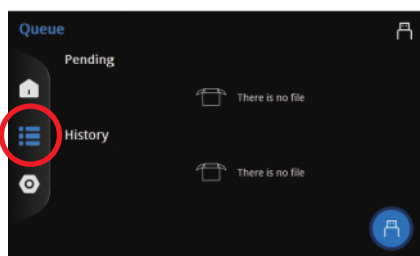 Queue
Pending
There is no file
History
There is no file